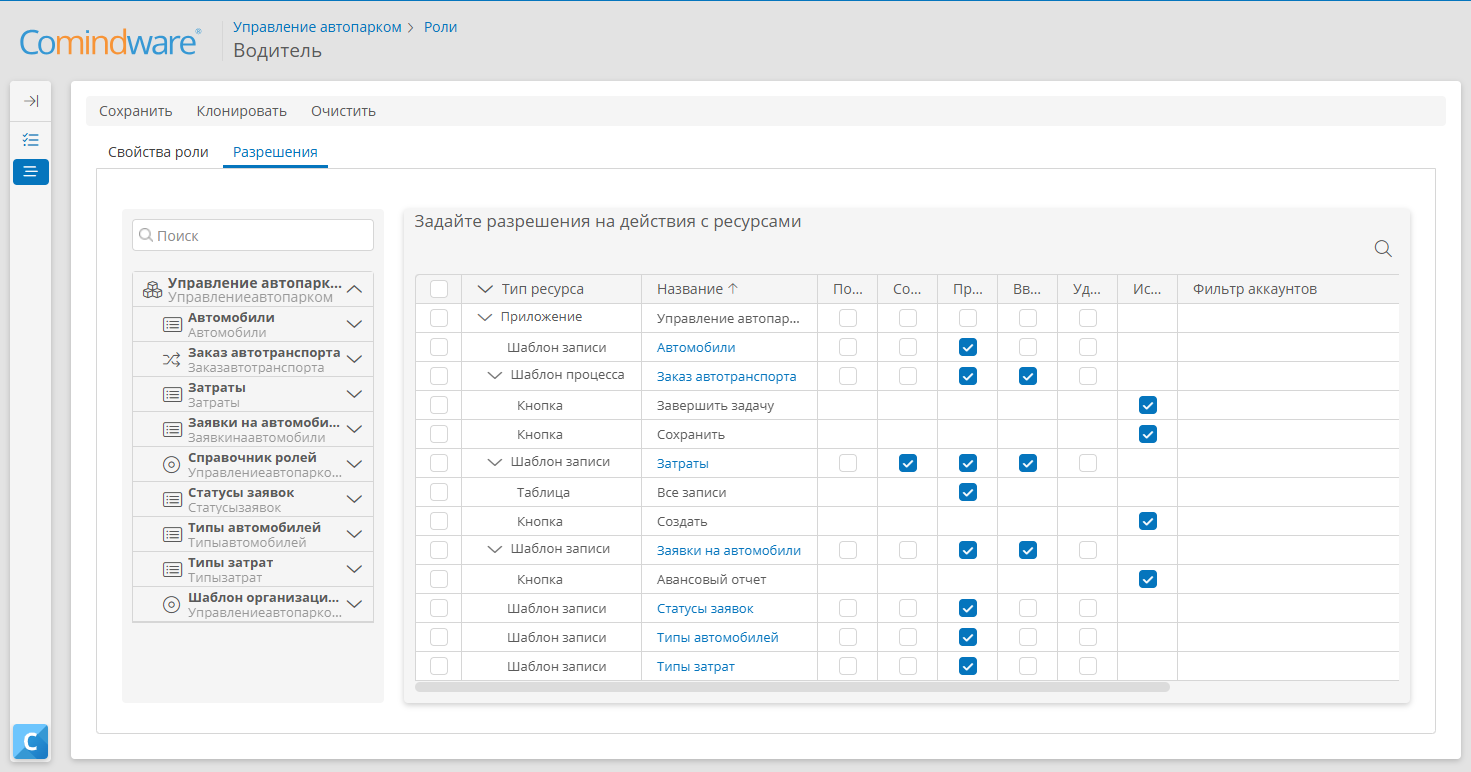 Comindware®
Управление автопарком > Роли
Водитель
Сохранить Клонировать Очистить
Свойства роли Разрешения
Поиск
Управление автопарк...
Управлениеавтопарком
Автомобили
Автомобили
Заказ автотранспорта
Заказавтотранспорта
Затраты
Затраты
Заявки на автомоби...
Заявкинаавтомобили
Справочник ролей
Управлениеавтопарко...
Статусы заявок
Статусызаявок
Типы автомобилей
Типыавтомобилей
Типы затрат
Типызатрат
Шаблон организаци...
Управлениеавтопарко...
Задайте разрешения на действия с ресурсами
Тип ресурса Название ↑ По... Со... Пр... Вв... Уд... Ис... Фильтр аккаунтов
Приложение Управление автопар...
Шаблон записи Автомобили
Шаблон процесса Заказ автотранспорта
Кнопка Завершить задачу
Кнопка Сохранить
Шаблон записи Затраты
Таблица Все записи
Кнопка Создать
Шаблон записи Заявки на автомобили
Кнопка Авансовый отчет
Шаблон записи Статусы заявок
Шаблон записи Типы автомобилей
Шаблон записи Типы затрат
C